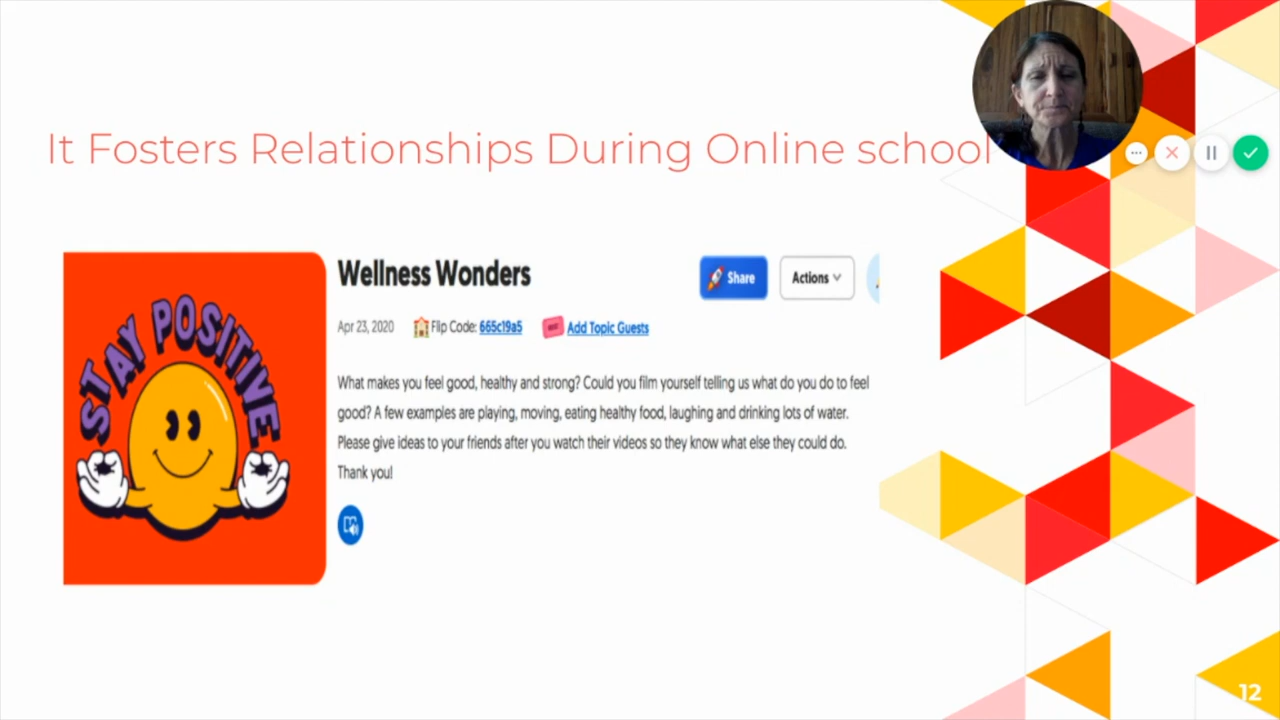 It Fosters Relationships During Online school
STAY POSITIVE
Wellness Wonders
Share
Actions
Apr 23, 2020
Flip Code: 665c19a5
Add Topic Guests
What makes you feel good, healthy and strong? Could you film yourself telling us what do you do to feel
good? A few examples are playing, moving, eating healthy food, laughing and drinking lots of water.
Please give ideas to your friends after you watch their videos so they know what else they could do.
Thank you!
12